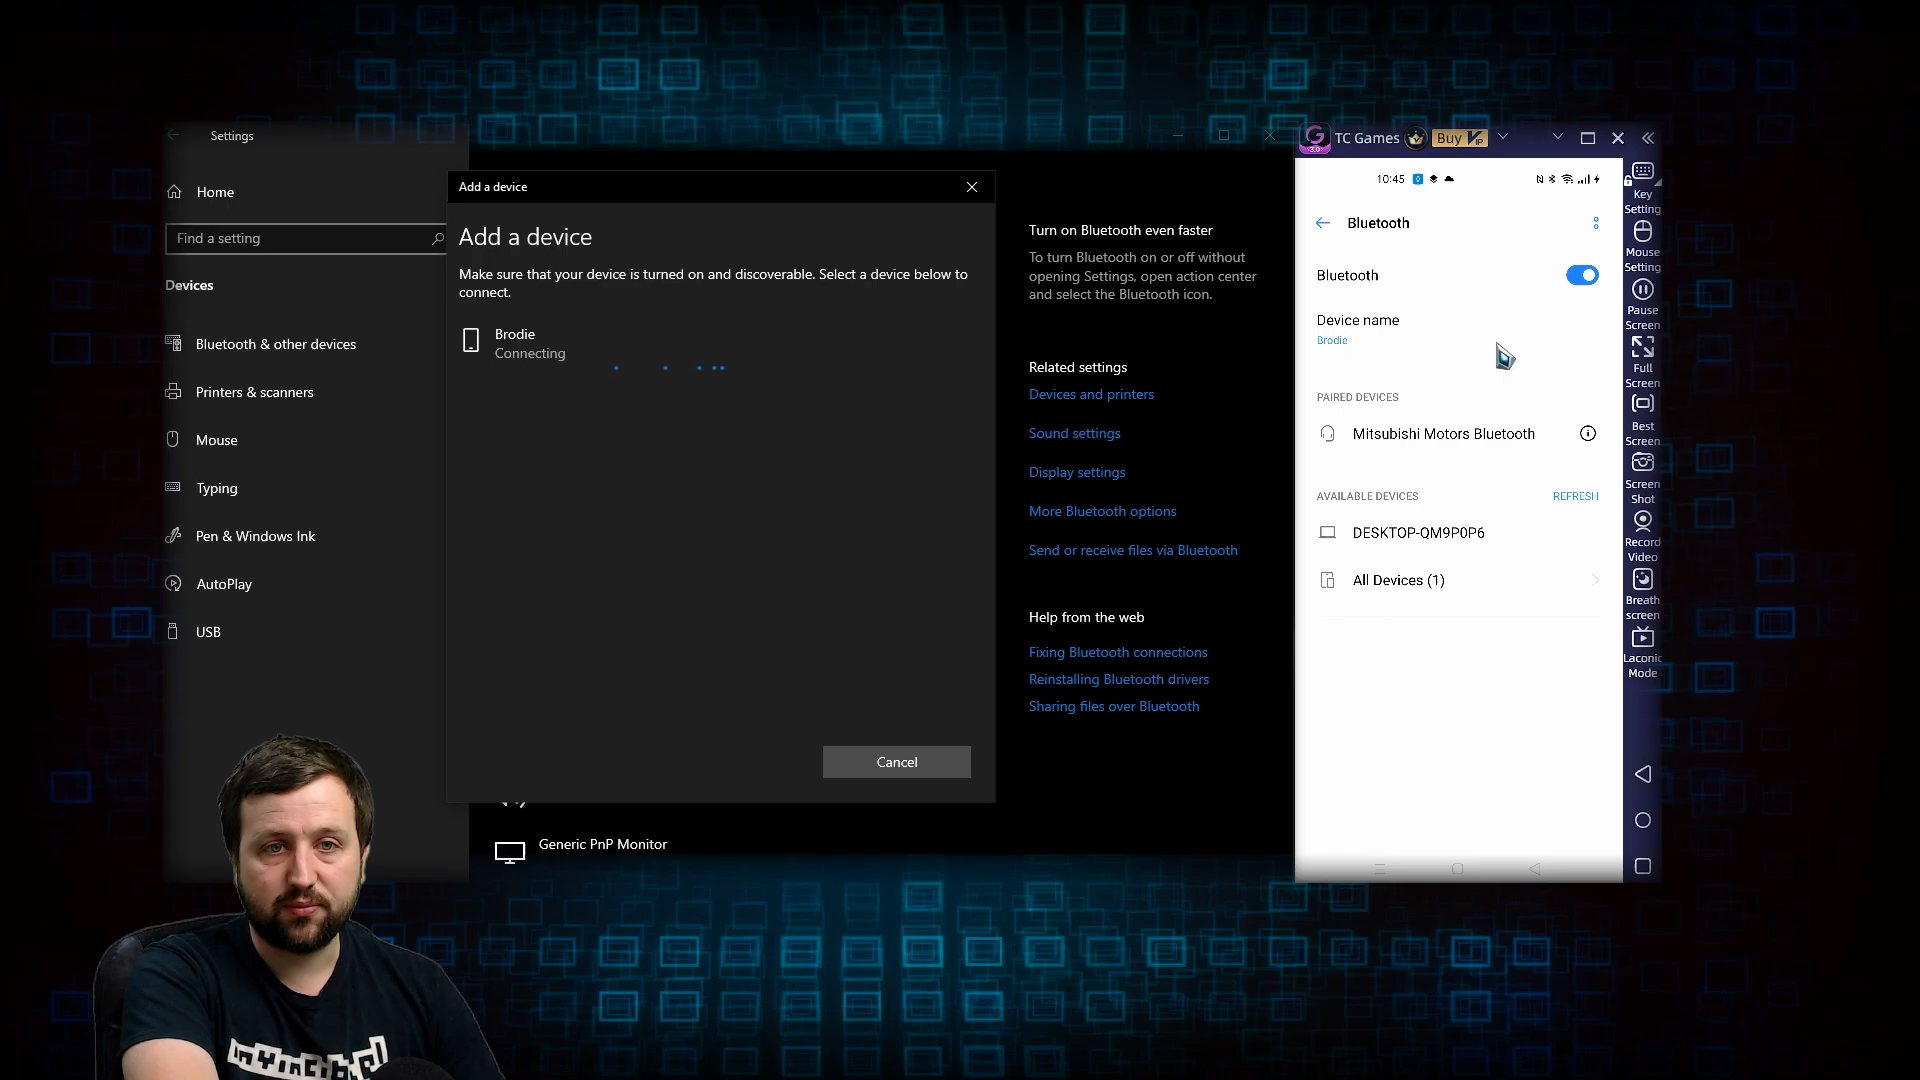 Settings
Home
Find a setting
Devices
Bluetooth & other devices
Printers & scanners
Mouse
Typing
Pen & Windows Ink
AutoPlay
USB
Add a device
Add a device
Make sure that your device is turned on and discoverable. Select a device below to
connect.
Brodie
Connecting
Cancel
Generic PnP Monitor
Turn on Bluetooth even faster
To turn Bluetooth on or off without
opening Settings, open action center
and select the Bluetooth icon.
Related settings
Devices and printers
Sound settings
Display settings
More Bluetooth options
Send or receive files via Bluetooth
Help from the web
Fixing Bluetooth connections
Reinstalling Bluetooth drivers
Sharing files over Bluetooth
3.0
TC Games
Buy VIP
10:45
Bluetooth
Bluetooth
Device name
Brodie
PAIRED DEVICES
Mitsubishi Motors Bluetooth
AVAILABLE DEVICES
REFRESH
DESKTOP-QM9P0P6
All Devices (1)
Key
Setting
Mouse
Setting
Pause
Screen
Full
Screen
Best
Screen
Screen
Shot
Record
Video
Breath
screen
Laconic
Mode